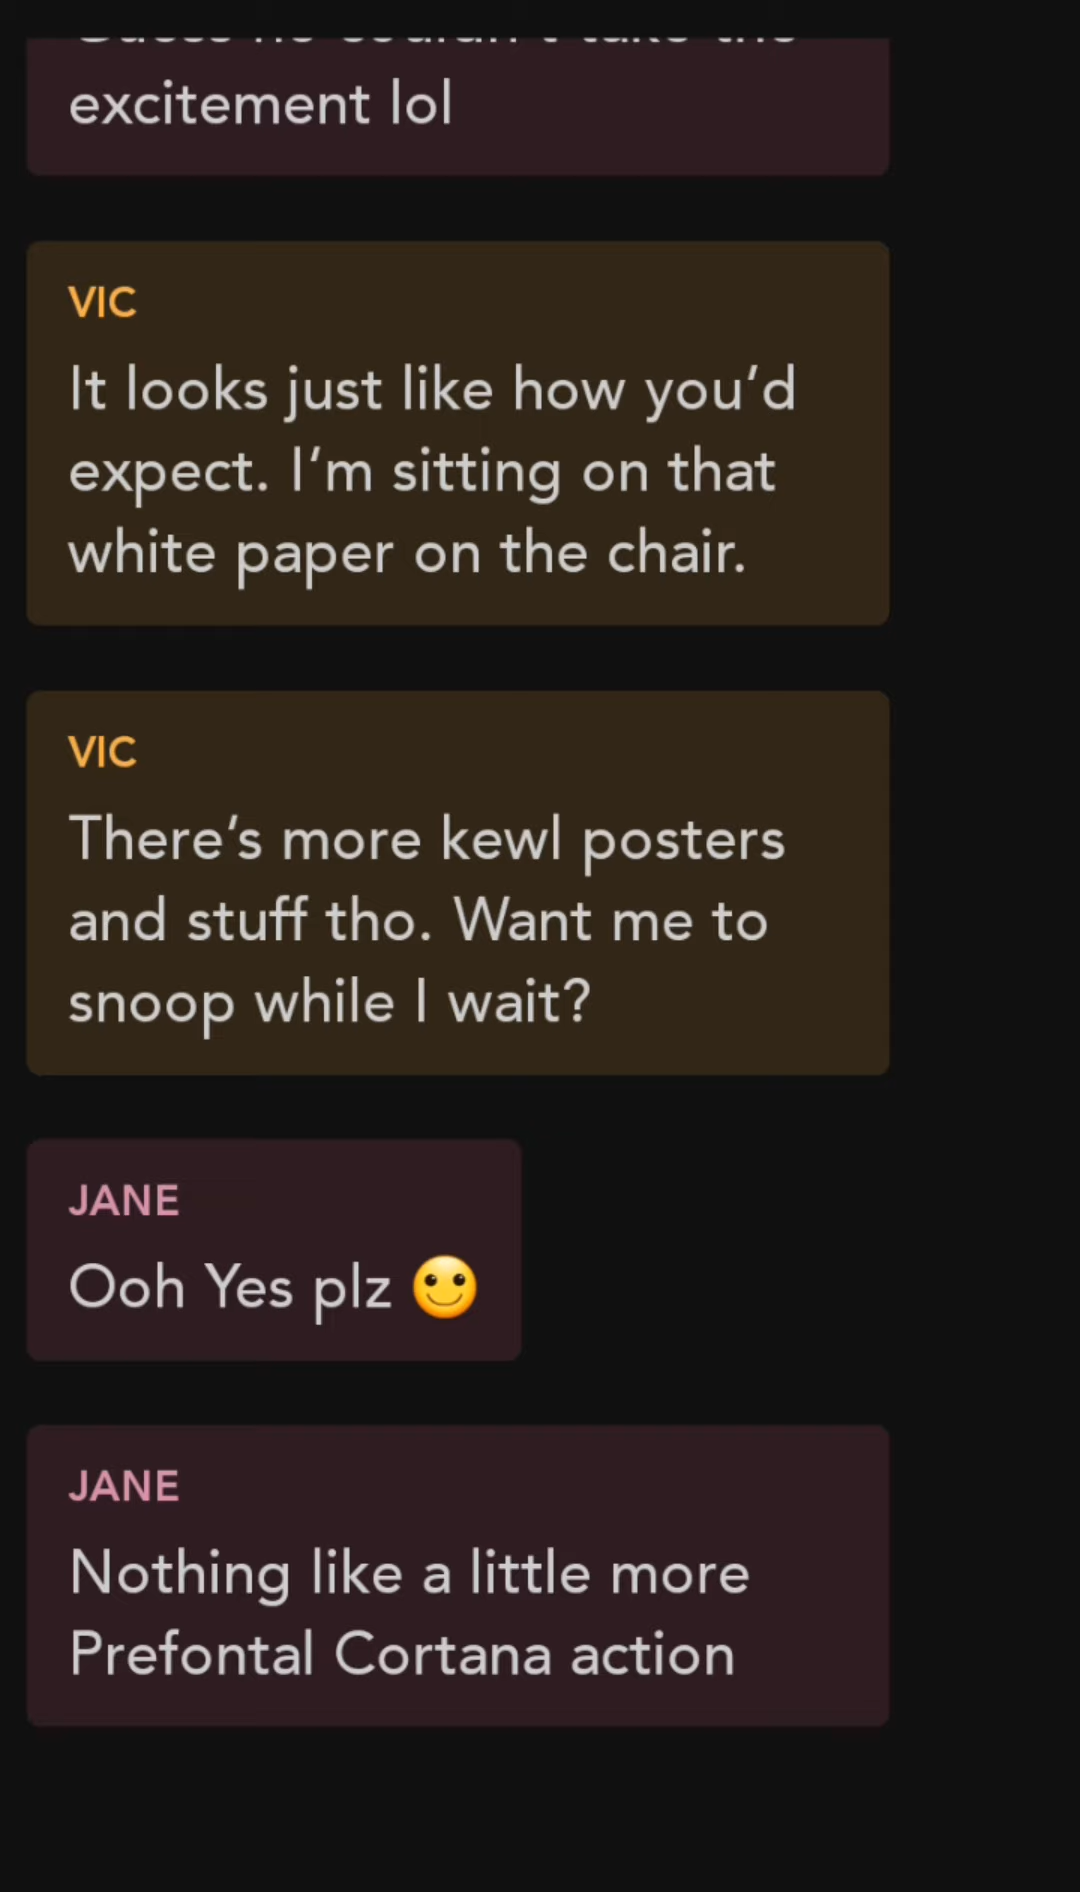 excitement lol
VIC
It looks just like how you’d
expect. I’m sitting on that
white paper on the chair.
VIC
There’s more kewl posters
and stuff tho. Want me to
snoop while I wait?
JANE
Ooh Yes plz 🙂
JANE
Nothing like a little more
Prefontal Cortana action